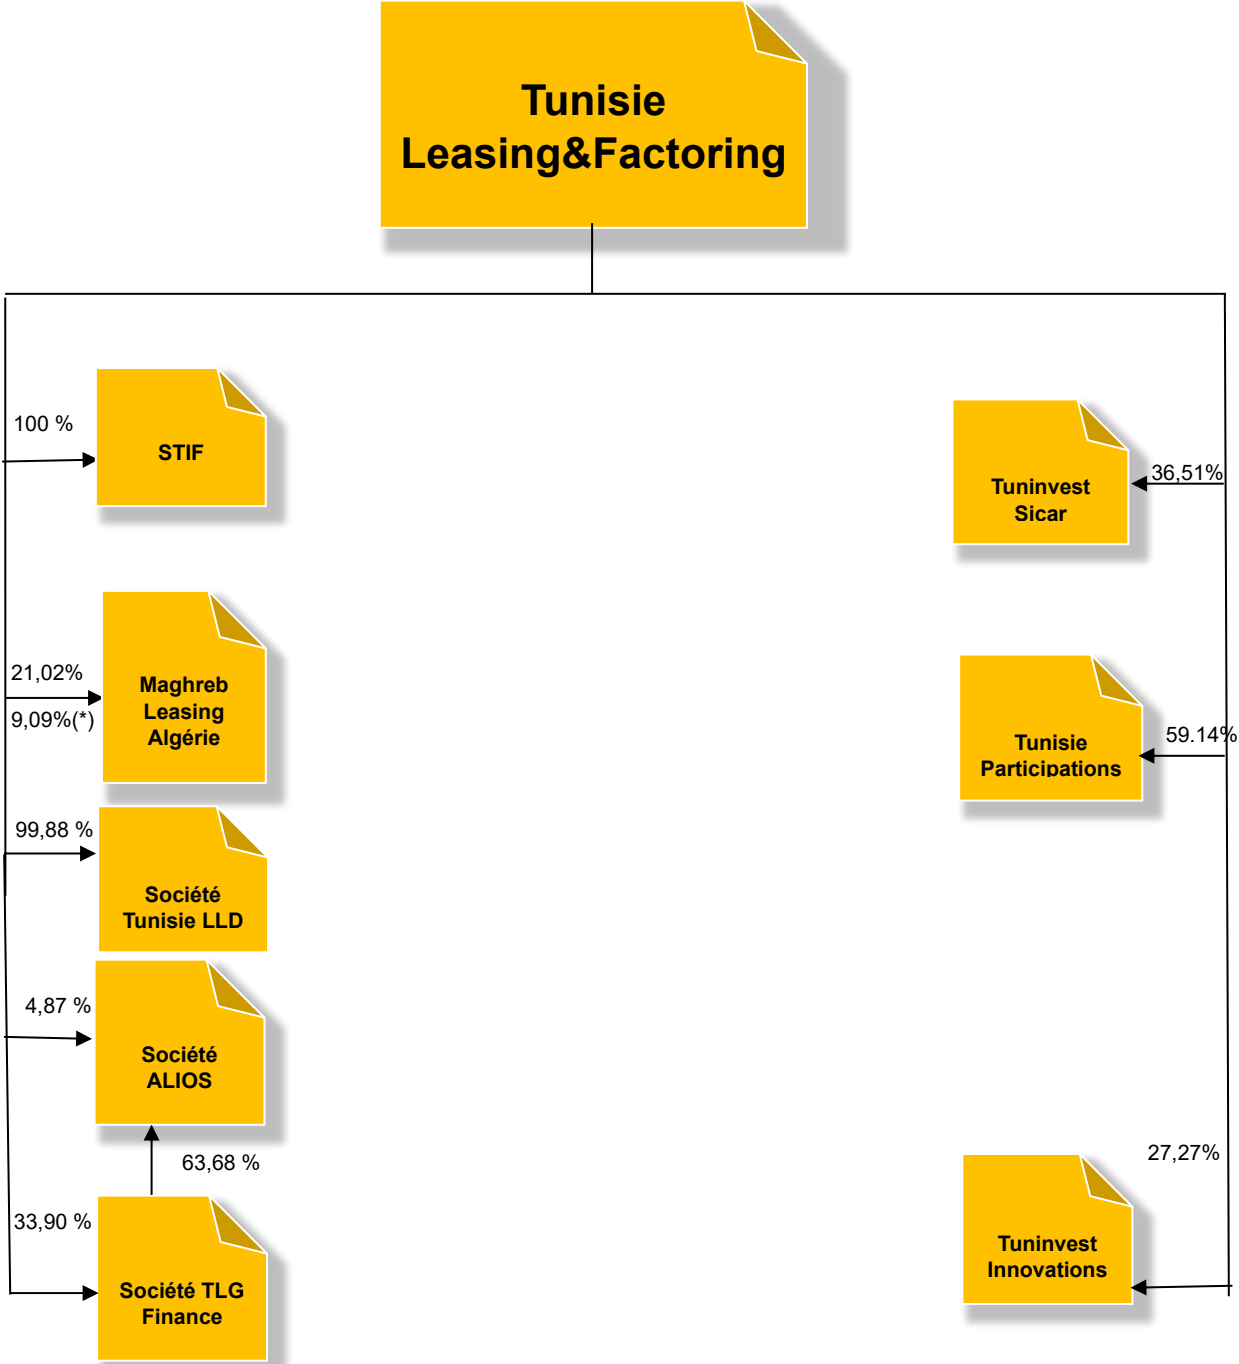 Tunisie
Leasing&Factoring
100 %
STIF
36,51%
Tuninvest
Sicar
21,02%
9,09%(*)
Maghreb
Leasing
Algérie
59.14%
Tunisie
Participations
99,88 %
Société
Tunisie LLD
4,87 %
Société
ALIOS
63,68 %
27,27%
33,90 %
Société TLG
Finance
Tuninvest
Innovations